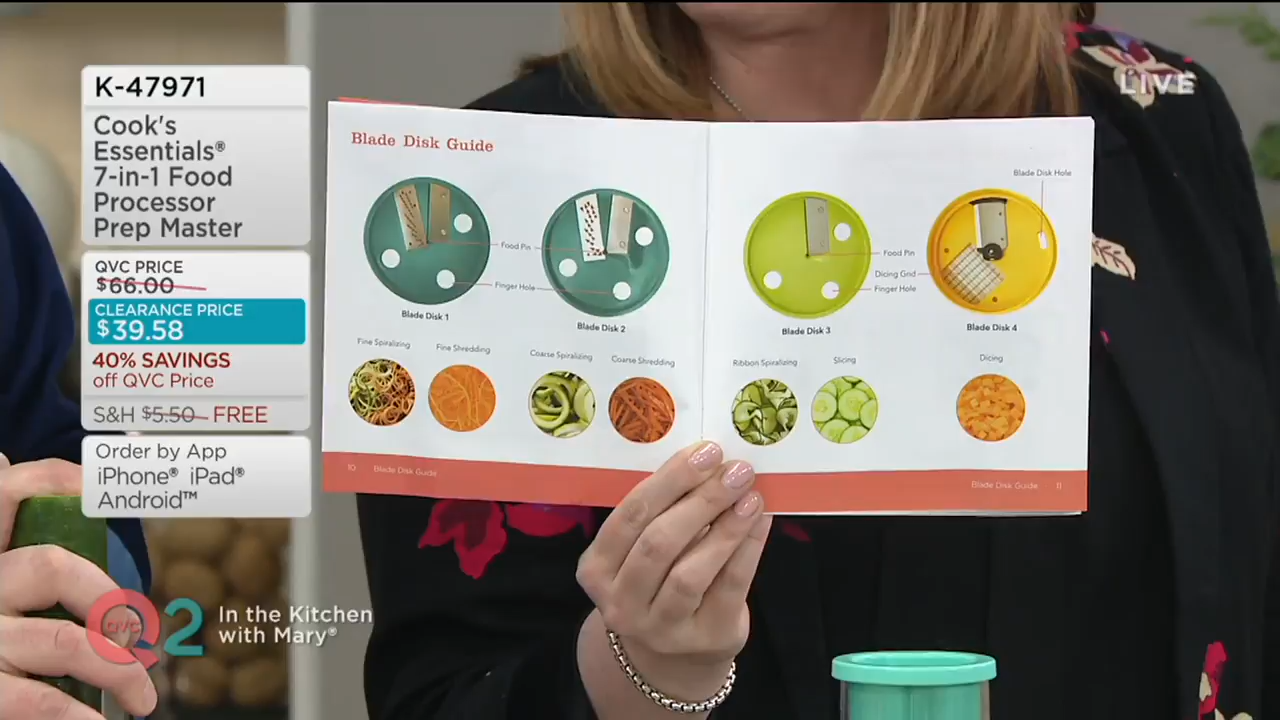 K-47971
Cook's
Essentials®
7-in-1 Food
Processor
Prep Master
QVC PRICE
$66.00
CLEARANCE PRICE
$39.58
40% SAVINGS
off QVC Price
S&H $5.50 FREE
Order by App
iPhone® iPad®
Android™
QVC
2
In the Kitchen
with Mary®
LIVE
Blade Disk Guide
Food Pin
Finger Hole
Blade Disk 1
Blade Disk 2
Fine Spiralizing
Fine Shredding
Coarse Spiralizing
Coarse Shredding
10 Blade Disk Guide
Blade Disk Hole
Food Pin
Dicing Grid
Finger Hole
Blade Disk 3
Blade Disk 4
Ribbon Spiralizing
Slicing
Dicing
Blade Disk Guide 11